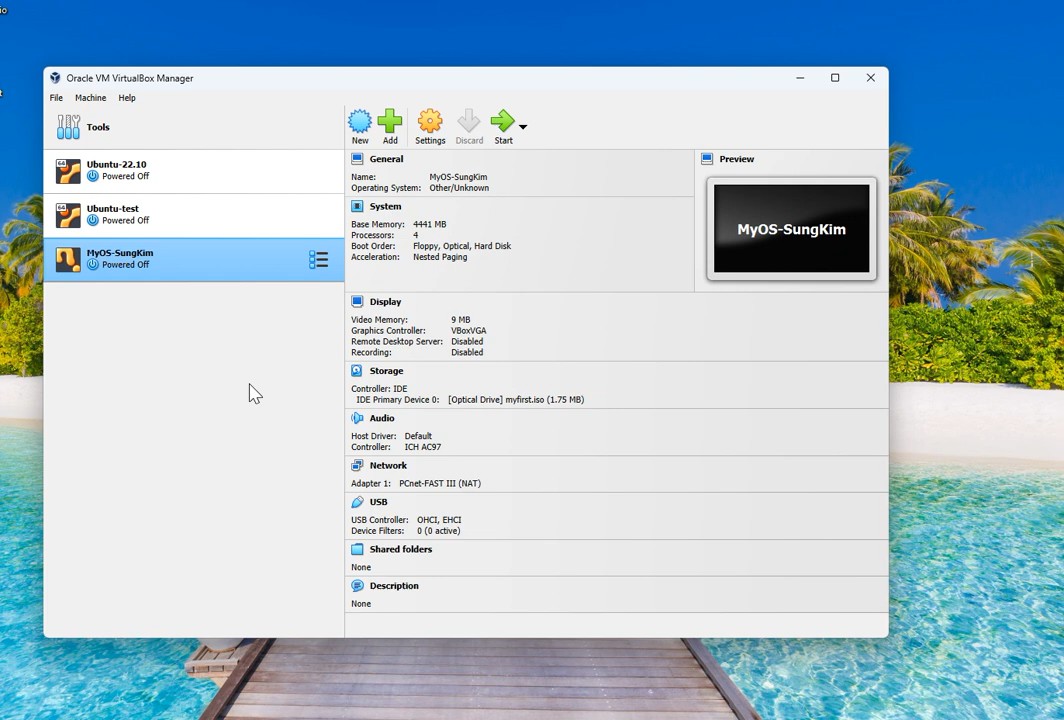 io
t
Oracle VM VirtualBox Manager
File Machine Help
Tools
New Add Settings Discard Start
64 Ubuntu-22.10
Powered Off
64 Ubuntu-test
Powered Off
MyOS-SungKim
Powered Off
General
Name: MyOS-SungKim
Operating System: Other/Unknown
System
Base Memory: 4441 MB
Processors: 4
Boot Order: Floppy, Optical, Hard Disk
Acceleration: Nested Paging
Preview
MyOS-SungKim
Display
Video Memory: 9 MB
Graphics Controller: VBoxVGA
Remote Desktop Server: Disabled
Recording: Disabled
Storage
Controller: IDE
IDE Primary Device 0: [Optical Drive] myfirst.iso (1.75 MB)
Audio
Host Driver: Default
Controller: ICH AC97
Network
Adapter 1: PCnet-FAST III (NAT)
USB
USB Controller: OHCI, EHCI
Device Filters: 0 (0 active)
Shared folders
None
Description
None